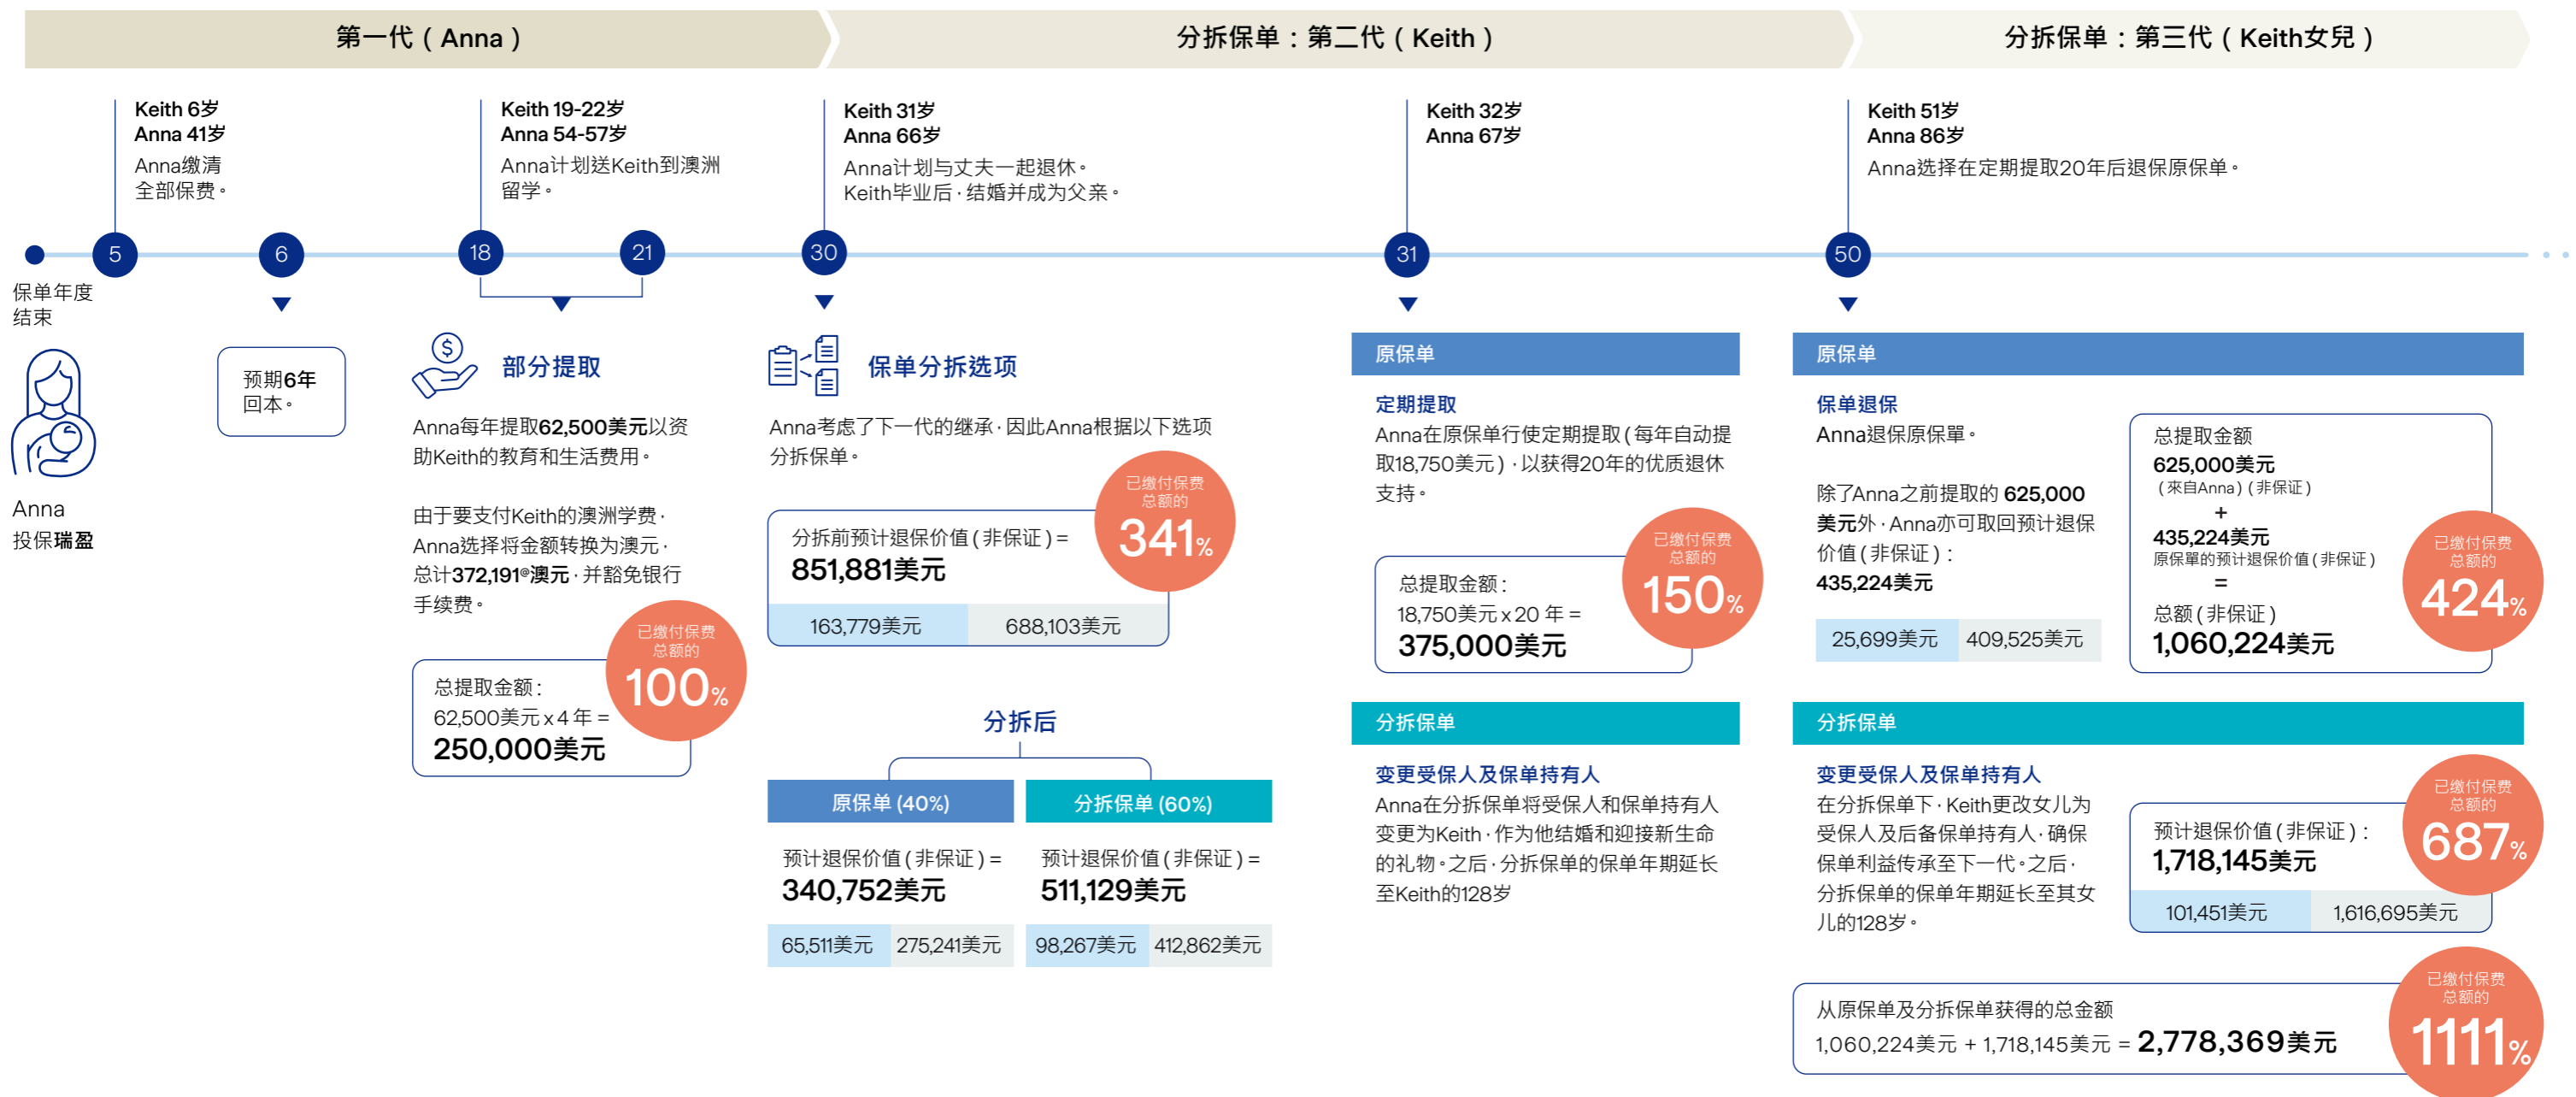 第一代 ( Anna )
分拆保单：第二代 ( Keith )
分拆保单：第三代 ( Keith女兒 )
Keith 6岁
Anna 41岁
Anna缴清
全部保费。
Keith 19-22岁
Anna 54-57岁
Anna计划送Keith到澳洲
留学。
Keith 31岁
Anna 66岁
Anna计划与丈夫一起退休。
Keith毕业后，结婚并成为父亲。
Keith 32岁
Anna 67岁
Keith 51岁
Anna 86岁
Anna选择在定期提取20年后退保原保单。
5
6
18
21
30
31
50
保单年度
结束
Anna
投保瑞盈
预期6年
回本。
部分提取
Anna每年提取62,500美元以资
助Keith的教育和生活费用。
由于要支付Keith的澳洲学费，
Anna选择将金额转换为澳元，
总计372,191@澳元，并豁免银行
手续费。
已缴付保费
总额的
100%
总提取金额：
62,500美元 x 4 年 =
250,000美元
保单分拆选项
Anna考虑了下一代的继承，因此Anna根据以下选项
分拆保单。
已缴付保费
总额的
341%
分拆前预计退保价值 ( 非保证 ) =
851,881美元
163,779美元
688,103美元
分拆后
原保单 (40%)
预计退保价值 ( 非保证 ) =
340,752美元
65,511美元
275,241美元
分拆保单 (60%)
预计退保价值 ( 非保证 ) =
511,129美元
98,267美元
412,862美元
原保单
定期提取
Anna在原保单行使定期提取 ( 每年自动提
取18,750美元 )，以获得20年的优质退休
支持。
已缴付保费
总额的
150%
总提取金额：
18,750美元 x 20 年 =
375,000美元
分拆保单
变更受保人及保单持有人
Anna在分拆保单将受保人和保单持有人
变更为Keith，作为他结婚和迎接新生命
的礼物。之后，分拆保单的保单年期延长
至Keith的128岁
原保单
保单退保
Anna退保原保單。
除了Anna之前提取的 625,000
美元外，Anna亦可取回预计退保
价值 ( 非保证 )：
435,224美元
25,699美元
409,525美元
总提取金额
625,000美元
( 來自Anna ) ( 非保证 )
+
435,224美元
原保單的预计退保价值 ( 非保证 )
=
总额 ( 非保证 )
1,060,224美元
已缴付保费
总额的
424%
分拆保单
变更受保人及保单持有人
在分拆保单下，Keith更改女儿为
受保人及后备保单持有人，确保
保单利益传承至下一代。之后，
分拆保单的保单年期延长至其女
儿的128岁。
已缴付保费
总额的
687%
预计退保价值 ( 非保证 )：
1,718,145美元
101,451美元
1,616,695美元
从原保单及分拆保单获得的总金额
1,060,224美元 + 1,718,145美元 = 2,778,369美元
已缴付保费
总额的
1111%